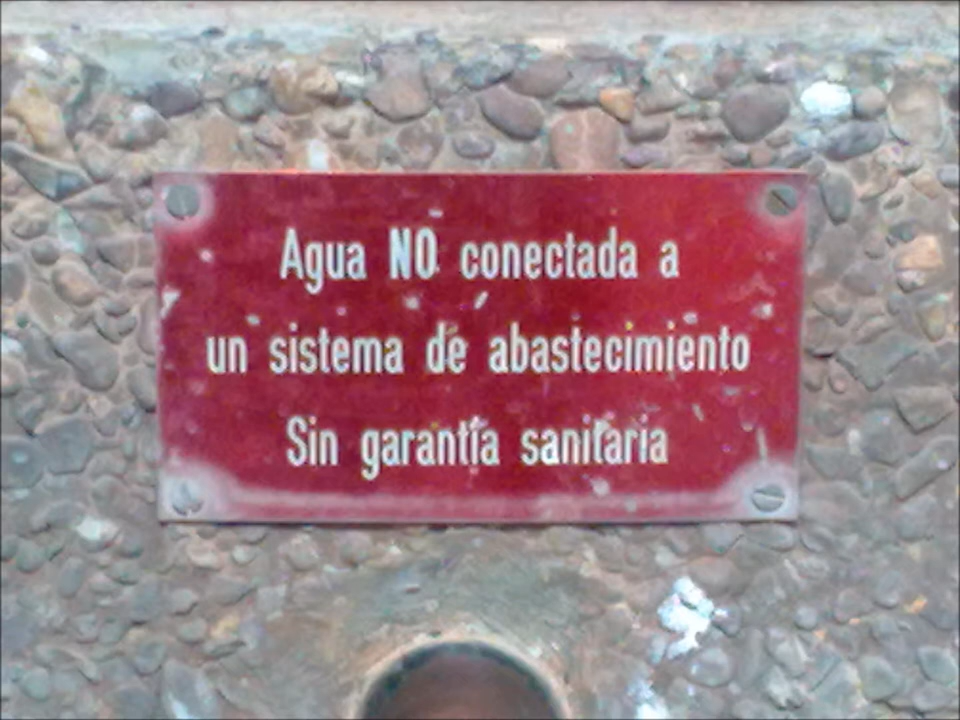 Agua NO conectada a
un sistema de abastecimiento
Sin garantía sanitaria